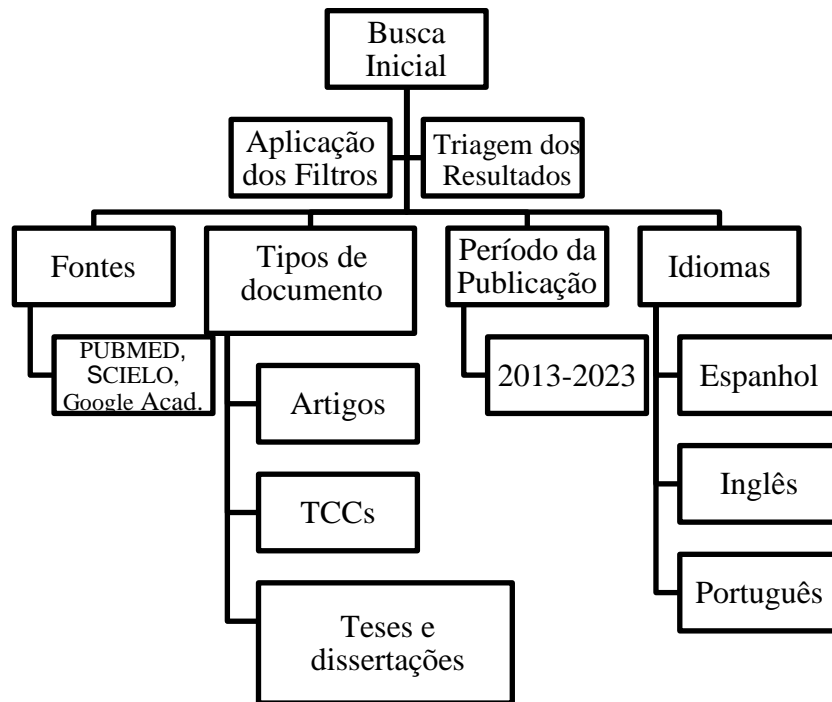 Busca
Inicial
Aplicação
dos Filtros
Triagem dos
Resultados
Fontes
Tipos de
documento
Período da
Publicação
Idiomas
PUBMED,
SCIELO,
Google Acad.
2013-2023
Espanhol
Artigos
Inglês
TCCs
Português
Teses e
dissertações